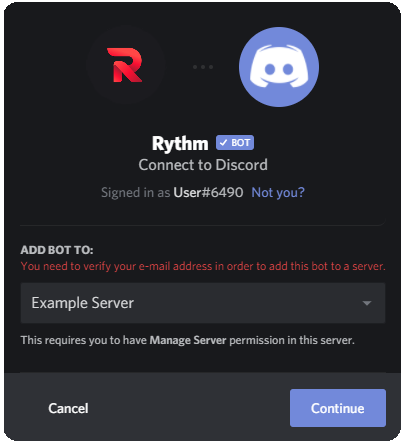 Rythm BOT
Connect to Discord
Signed in as User#6490 Not you?
ADD BOT TO:
You need to verify your e-mail address in order to add this bot to a server.
Example Server
This requires you to have Manage Server permission in this server.
Cancel Continue